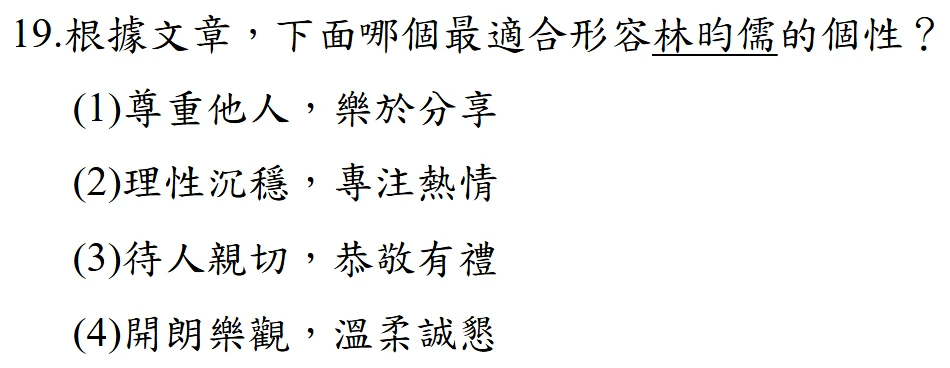 19.根據文章，下面哪個最適合形容林昀儒的個性？
(1)尊重他人，樂於分享
(2)理性沉穩，專注熱情
(3)待人親切，恭敬有禮
(4)開朗樂觀，溫柔誠懇